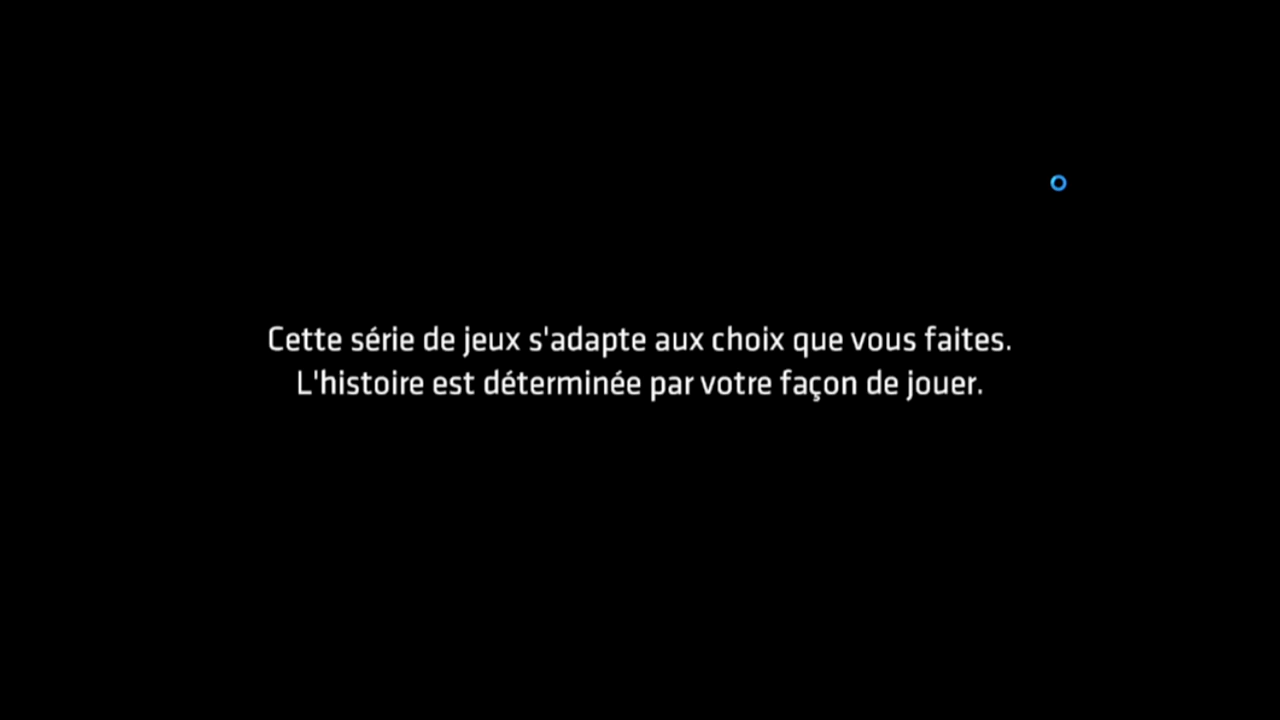 Cette série de jeux s'adapte aux choix que vous faites.
L'histoire est déterminée par votre façon de jouer.